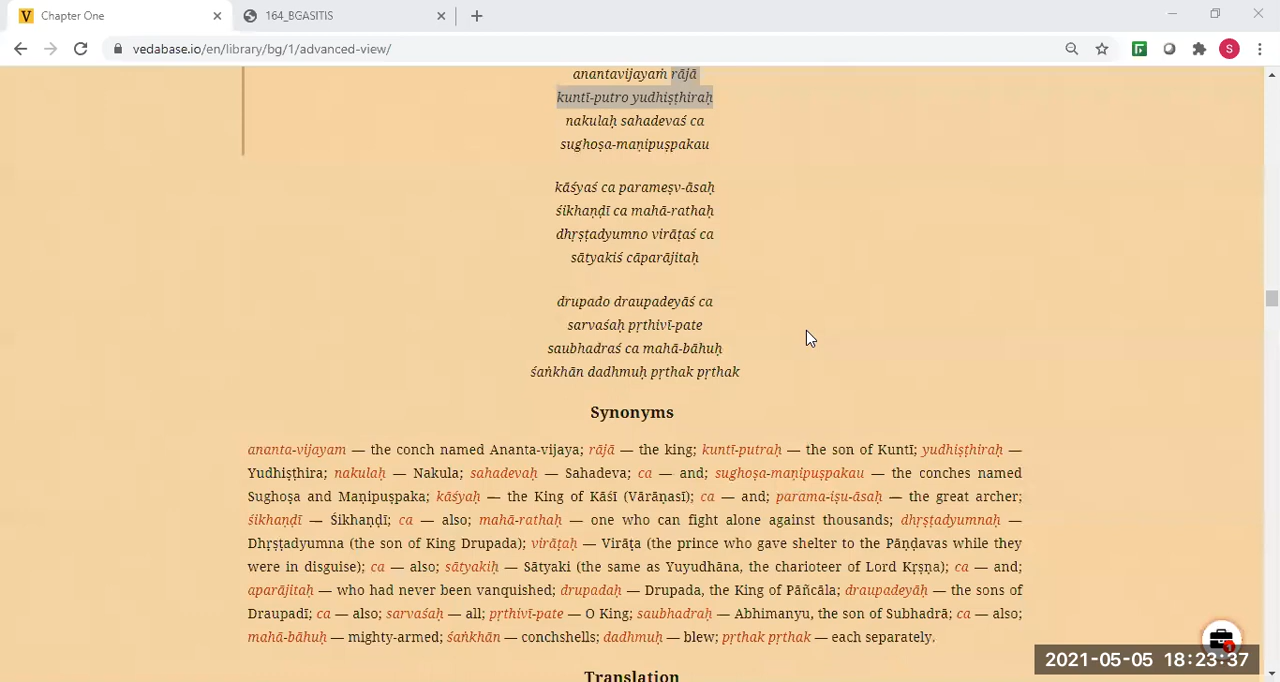 Chapter One
164_BGASITIS
vedabase.io/en/library/bg/1/advanced-view/
S
anantavijayaṁ rājā
kuntī-putro yudhiṣṭhiraḥ
nakulaḥ sahadevaś ca
sughoṣa-maṇipuṣpakau
kāśyaś ca parameṣv-āsaḥ
śikhaṇḍī ca mahā-rathaḥ
dhṛṣṭadyumno virāṭaś ca
sātyakiś cāparājitaḥ
drupado draupadeyāś ca
sarvaśaḥ pṛthivī-pate
saubhadraś ca mahā-bāhuḥ
śaṅkhān dadhmuḥ pṛthak pṛthak
Synonyms
ananta-vijayam — the conch named Ananta-vijaya; rājā — the king; kuntī-putraḥ — the son of Kuntī; yudhiṣṭhiraḥ —
Yudhiṣṭhira; nakulaḥ — Nakula; sahadevaḥ — Sahadeva; ca — and; sughoṣa-maṇipuṣpakau — the conches named
Sughoṣa and Maṇipuṣpaka; kāśyaḥ — the King of Kāśī (Vārāṇasī); ca — and; parama-iṣu-āsaḥ — the great archer;
śikhaṇḍī — Śikhaṇḍī; ca — also; mahā-rathaḥ — one who can fight alone against thousands; dhṛṣṭadyumnaḥ —
Dhṛṣṭadyumna (the son of King Drupada); virāṭaḥ — Virāṭa (the prince who gave shelter to the Pāṇḍavas while they
were in disguise); ca — also; sātyakiḥ — Sātyaki (the same as Yuyudhāna, the charioteer of Lord Kṛṣṇa); ca — and;
aparājitaḥ — who had never been vanquished; drupadaḥ — Drupada, the King of Pāñcāla; draupadeyāḥ — the sons of
Draupadī; ca — also; sarvaśaḥ — all; pṛthivī-pate — O King; saubhadraḥ — Abhimanyu, the son of Subhadrā; ca — also;
mahā-bāhuḥ — mighty-armed; śaṅkhān — conchshells; dadhmuḥ — blew; pṛthak pṛthak — each separately.
Translation
1
2021-05-05 18:23:37